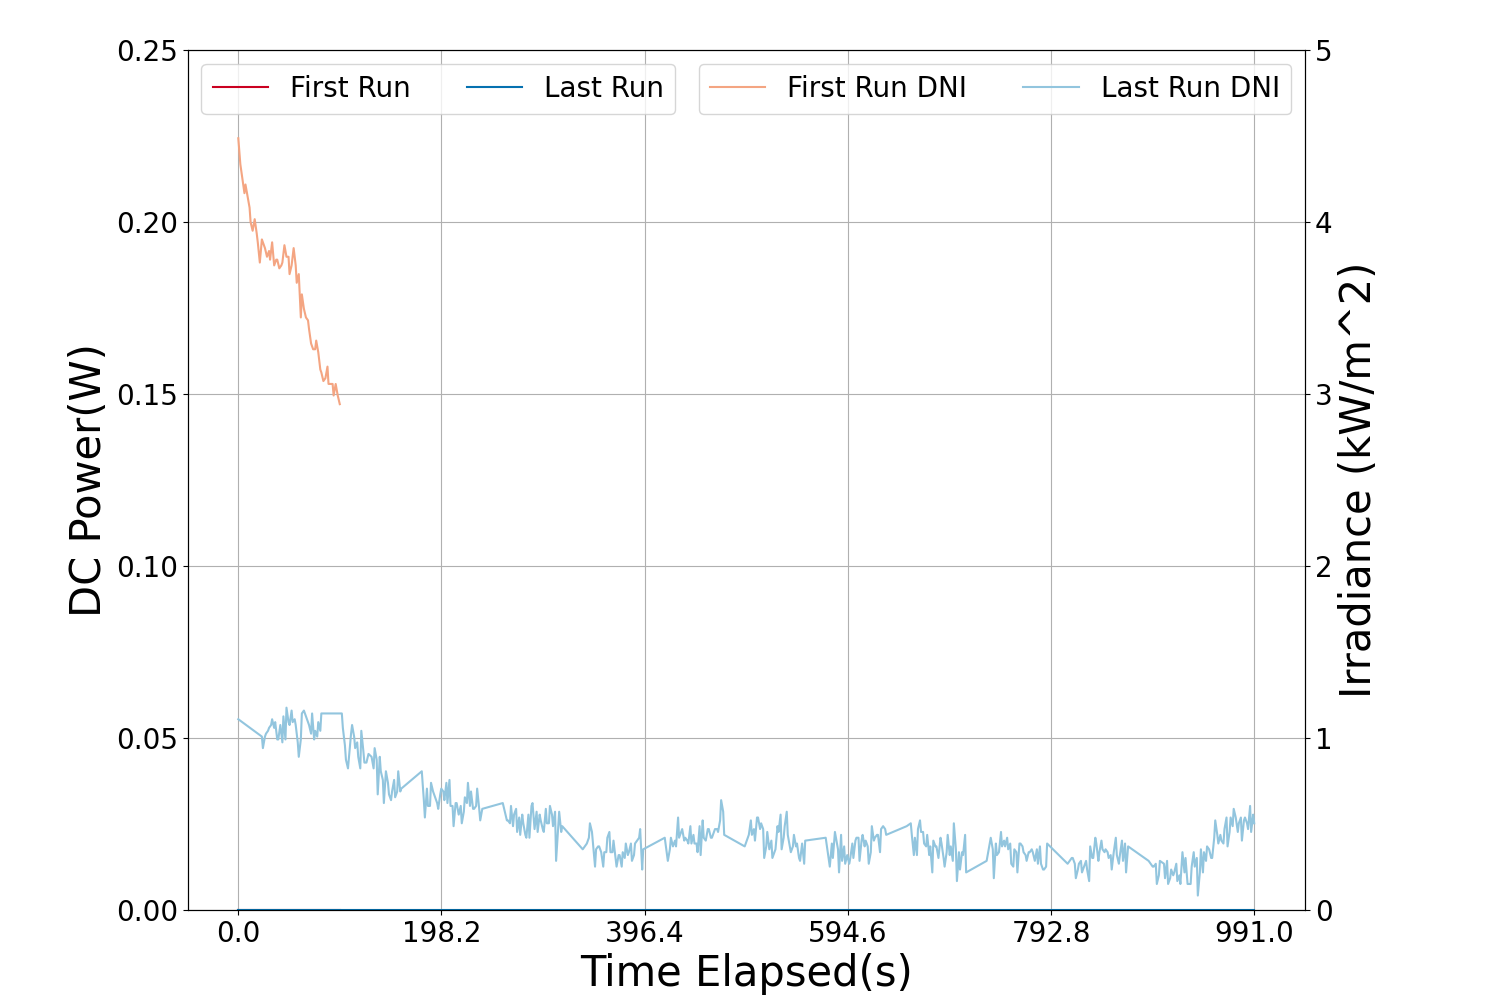 First Run
Last Run
First Run DNI
Last Run DNI
DC Power(W)
0.25
0.20
0.15
0.10
0.05
0.00
5
4
3
2
1
0
Irradiance (kW/m^2)
0.0
198.2
396.4
594.6
792.8
991.0
Time Elapsed(s)